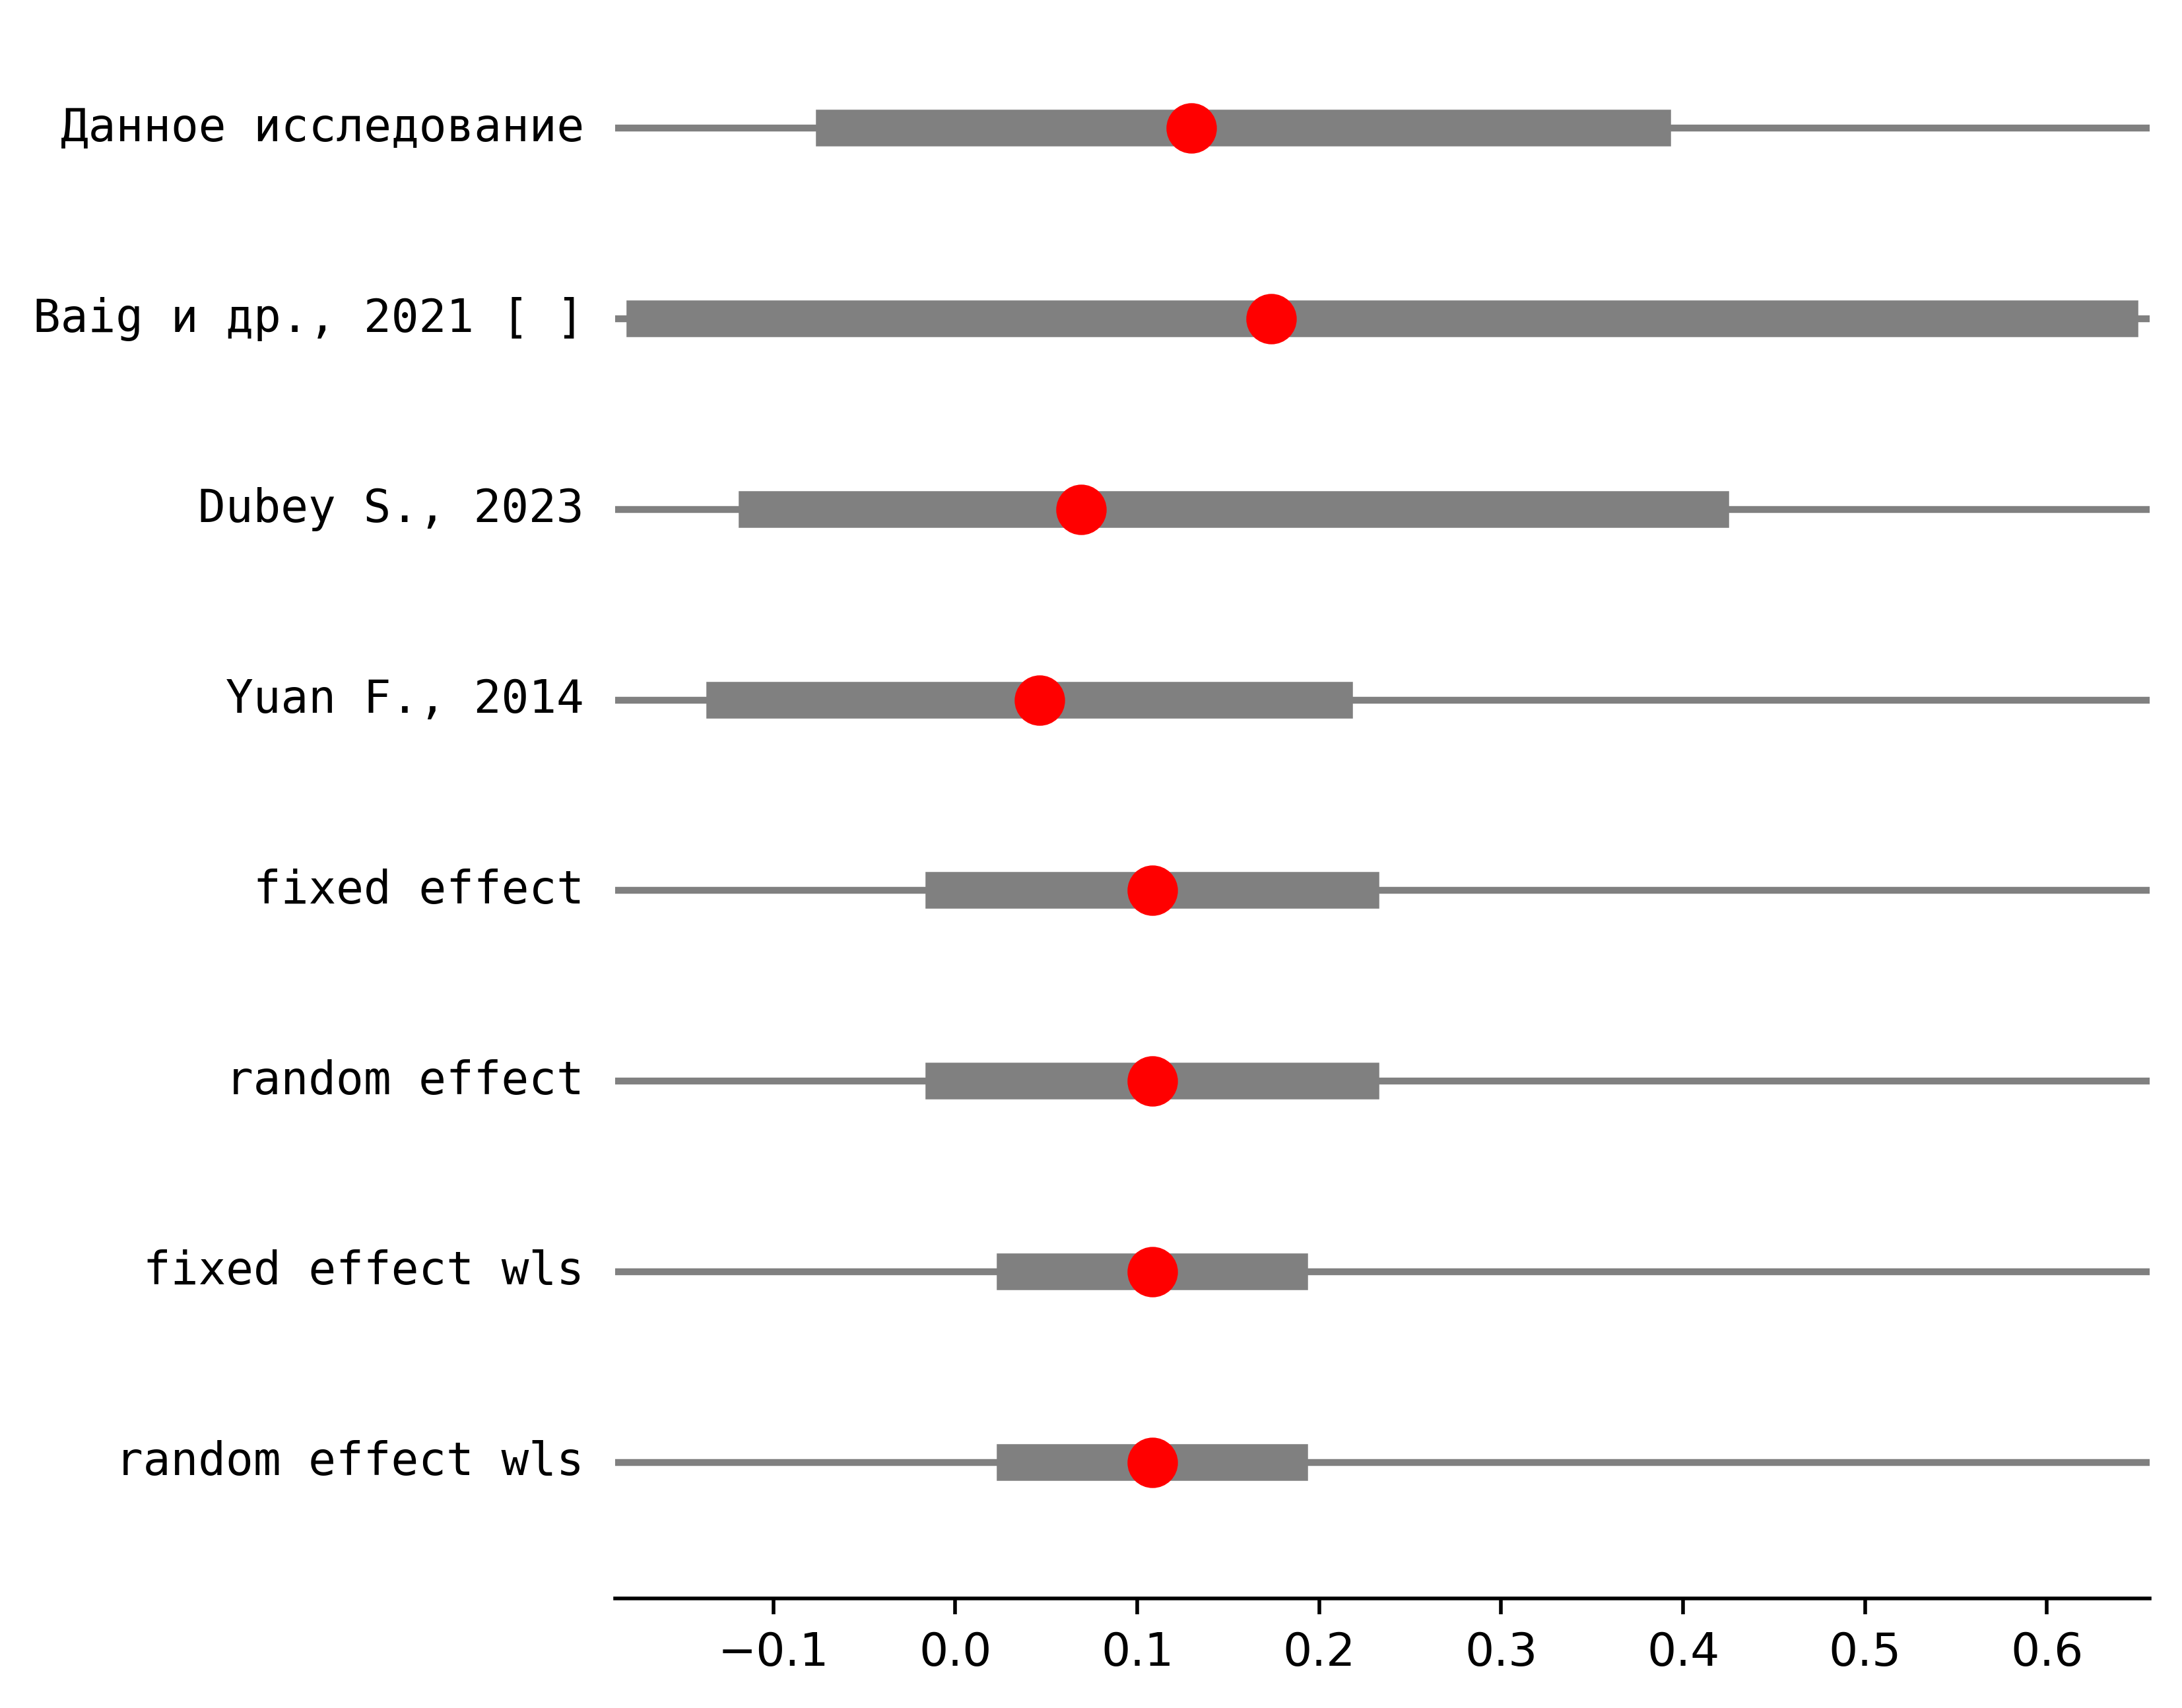 Данное исследование
Baig и др., 2021 [ ]
Dubey S., 2023
Yuan F., 2014
fixed effect
random effect
fixed effect wls
random effect wls
−0.1 0.0 0.1 0.2 0.3 0.4 0.5 0.6